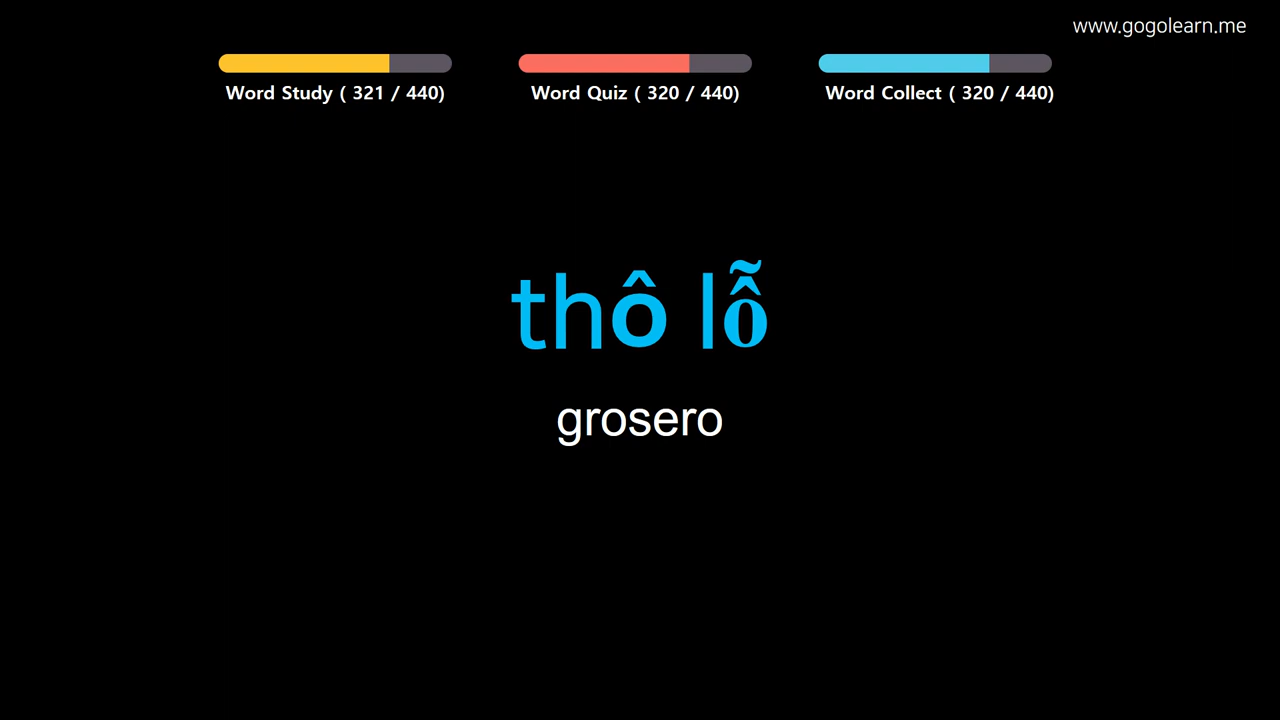 www.gogolearn.me
Word Study ( 321 / 440)
Word Quiz ( 320 / 440)
Word Collect ( 320 / 440)
thô lỗ
grosero